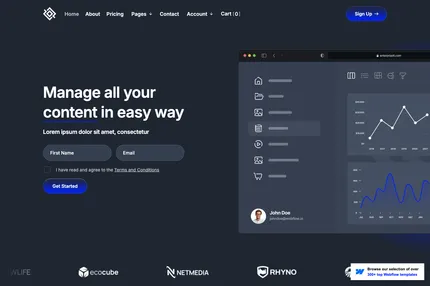 Home About Pricing Pages + Contact Account + Cart (0) Sign Up →
Manage all your
content in easy way
Lorem ipsum dolor sit amet, consectetur
First Name Email
I have read and agree to the Terms and Conditions
Get Started
John Doe
ecocube NETMEDIA RHYNO
Browse our selection of over
300+ top Webflow templates